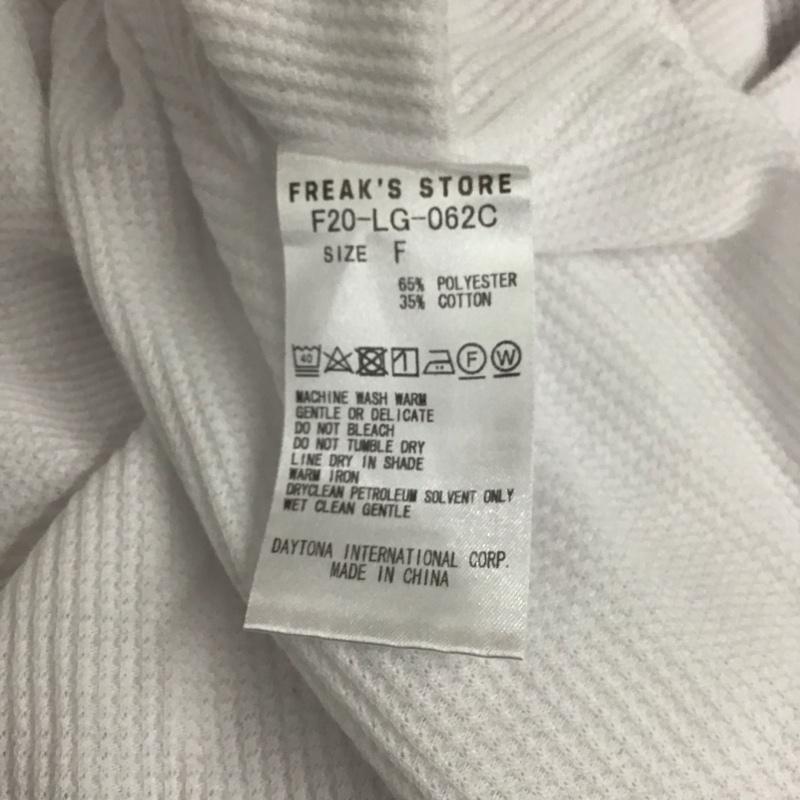 FREAK'S STORE
F20-LG-062C
SIZE F
65% POLYESTER
35% COTTON
40 F W
MACHINE WASH WARM
GENTLE OR DELICATE
DO NOT BLEACH
DO NOT TUMBLE DRY
LINE DRY IN SHADE
WARM IRON
DRYCLEAN PETROLEUM SOLVENT ONLY
WET CLEAN GENTLE
DAYTONA INTERNATIONAL CORP.
MADE IN CHINA